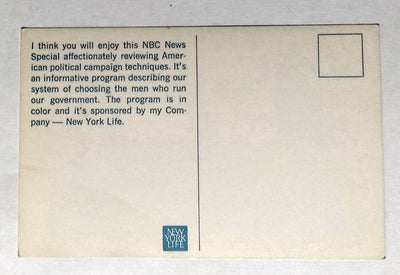 I think you will enjoy this NBC News
Special affectionately reviewing Amer-
ican political campaign techniques. It's
an informative program describing our
system of choosing the men who run
our government. The program is in
color and it's sponsored by my Com-
pany — New York Life.
NEW
YORK
LIFE